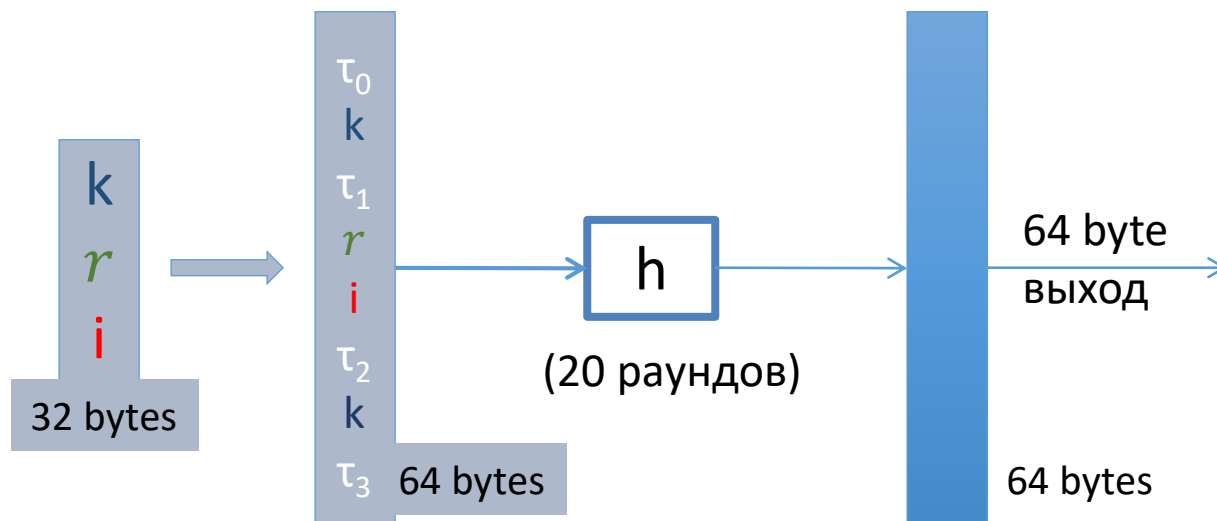 k
r
i
32 bytes
τ₀
k
τ₁
r
i
τ₂
k
τ₃
64 bytes
h
(20 раундов)
64 byte
выход
64 bytes